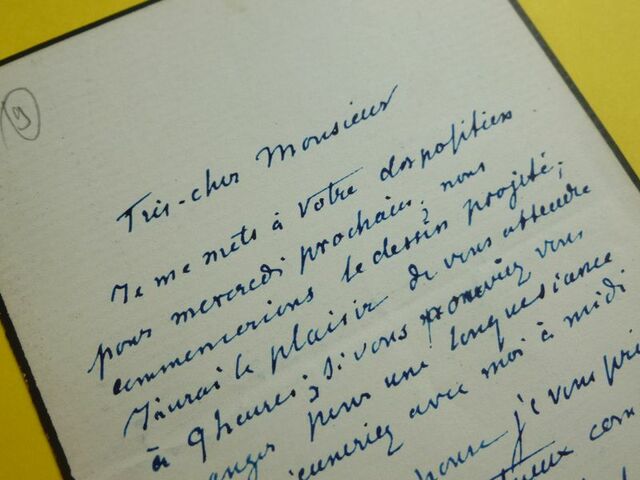 9
Très-cher Monsieur
Je me mets à votre disposition
pour mercredi prochain, nous
commencerions le dessin projeté;
J'aurai le plaisir de vous attendre
à 9 heures; Si vous pouviez vous
pour une longue séance
avec moi à midi
je vous prie